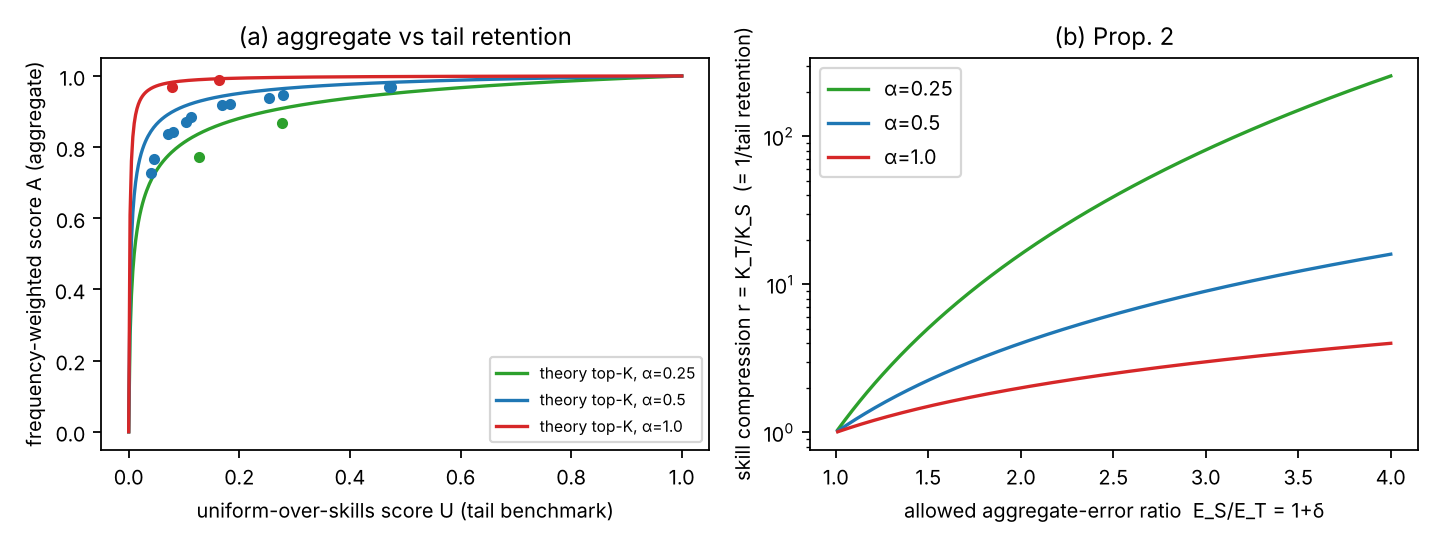 (a) aggregate vs tail retention
frequency-weighted score A (aggregate)
1.0
0.8
0.6
0.4
0.2
0.0
theory top-K, α=0.25
theory top-K, α=0.5
theory top-K, α=1.0
0.0 0.2 0.4 0.6 0.8 1.0
uniform-over-skills score U (tail benchmark)
(b) Prop. 2
skill compression r = K_T/K_S (= 1/tail retention)
α=0.25
α=0.5
α=1.0
10²
10¹
10⁰
1.0 1.5 2.0 2.5 3.0 3.5 4.0
allowed aggregate-error ratio E_S/E_T = 1+δ